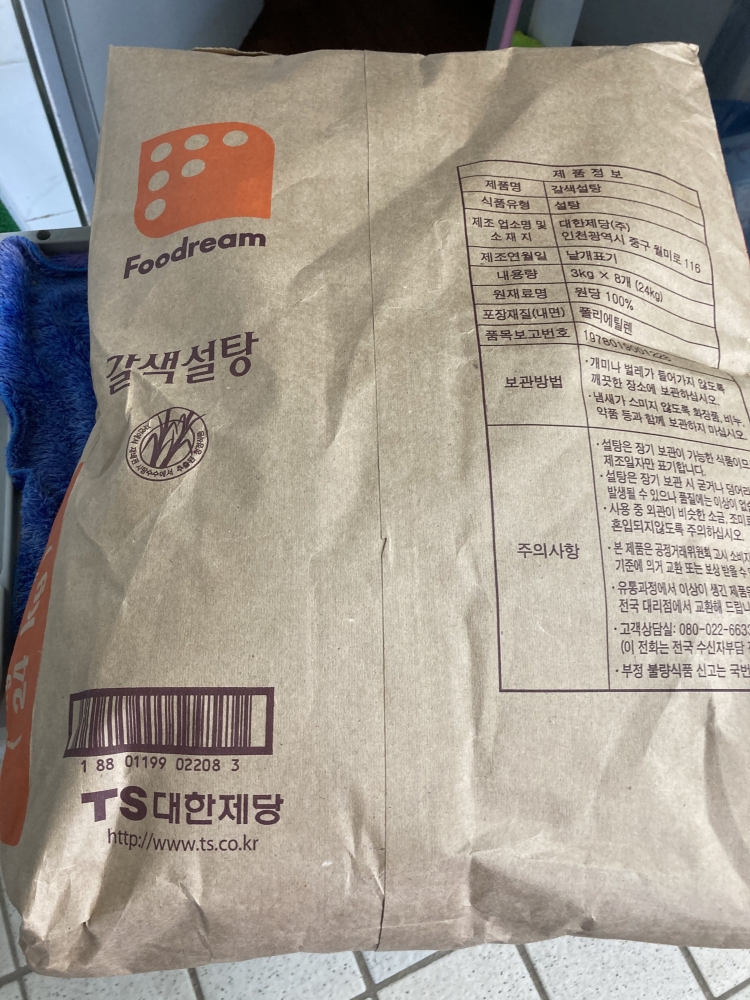 Foodream
갈색설탕
제 품 정 보
제품명 갈색설탕
식품유형 설탕
제조 업소명 및 소 재 지 대한제당(주)
인천광역시 중구 월미로 116
제조연월일 낱개표기
내용량 3kg × 8개 (24kg)
원재료명 원당 100%
포장재질(내면) 폴리에틸렌
품목보고번호
보관방법
·개미나 벌레가 들어가지 않도록
깨끗한 장소에 보관하십시오.
·냄새가 스미지 않도록 화장품, 비누,
약품 등과 함께 보관하지 마십시오
주의사항
·설탕은 장기 보관이 가능한 식품이므
제조일자만 표기합니다.
·설탕은 장기 보관 시 굳거나 덩어리
발생될 수 있으나 품질에는 이상이 없습
·사용 중 외관이 비슷한 소금, 조미료
혼입되지않도록 주의하십시오.
·본 제품은 공정거래위원회 고시 소비자
기준에 의거 교환 또는 보상 받을 수
·유통과정에서 이상이 생긴 제품은
전국 대리점에서 교환해 드립니
·고객상담실: 080-022-663
(이 전화는 전국 수신자부담
·부정 불량식품 신고는 국번
24 kg
1 88 01199 02208 3
TS대한제당
http://www.ts.co.kr